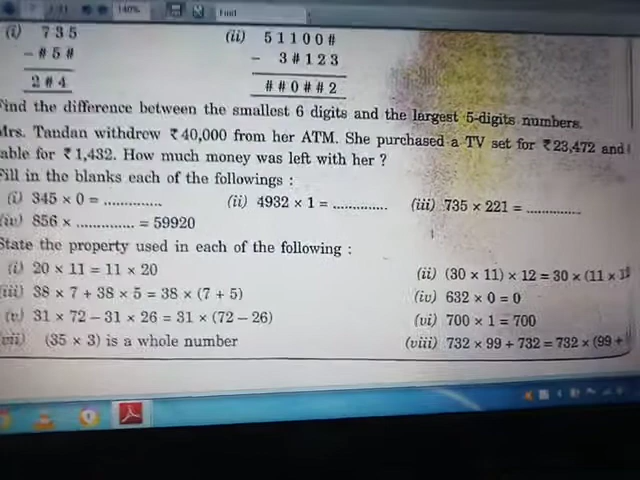 140% Find
(i) 7 3 5 (ii) 5 1 1 0 0 #
– # 5 # – 3 # 1 2 3
2 # 4 # # 0 # # 2
Find the difference between the smallest 6 digits and the largest 5-digits numbers.
Mrs. Tandan withdrew ₹ 40,000 from her ATM. She purchased a TV set for ₹ 23,472 and
able for ₹ 1,432. How much money was left with her ?
Fill in the blanks each of the followings :
(i) 345 × 0 = ............. (ii) 4932 × 1 = ............. (iii) 735 × 221 = .............
(iv) 856 × ............. = 59920
State the property used in each of the following :
(i) 20 × 11 = 11 × 20 (ii) (30 × 11) × 12 = 30 × (11 ×
(iii) 38 × 7 + 38 × 5 = 38 × (7 + 5) (iv) 632 × 0 = 0
(v) 31 × 72 – 31 × 26 = 31 × (72 – 26) (vi) 700 × 1 = 700
(vii) (35 × 3) is a whole number (viii) 732 × 99 + 732 = 732 × (99 +